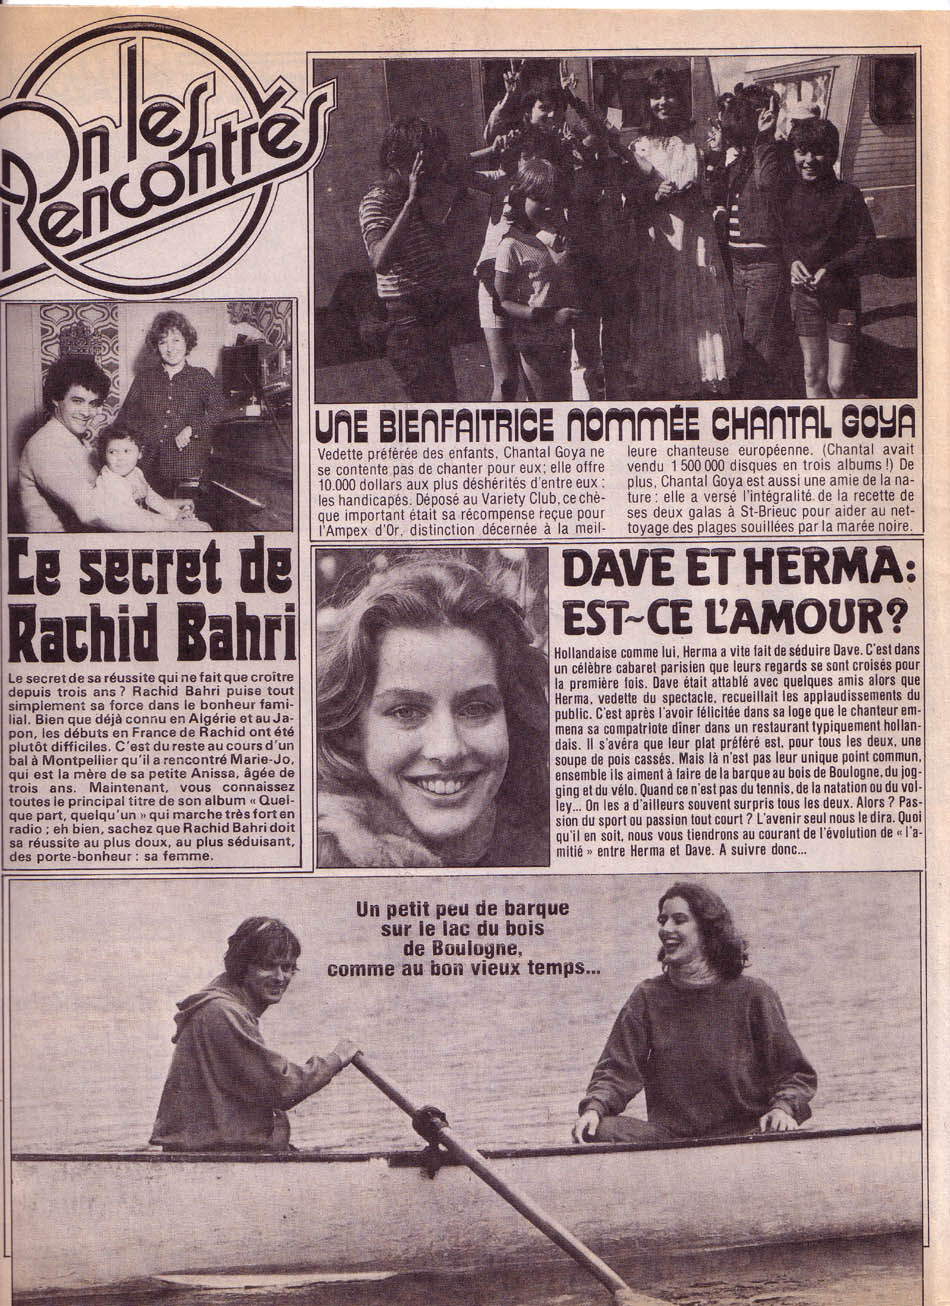 On les
Rencontrés
UNE BIENFAITRICE NOMMÉE CHANTAL GOYA
Vedette préférée des enfants, Chantal Goya ne
se contente pas de chanter pour eux; elle offre
10.000 dollars aux plus déshérités d'entre eux :
les handicapés. Déposé au Variety Club, ce chè-
que important était sa récompense reçue pour
l'Ampex d'Or, distinction décernée à la meil-
leure chanteuse européenne. (Chantal avait
vendu 1 500 000 disques en trois albums !) De
plus, Chantal Goya est aussi une amie de la na-
ture : elle a versé l'intégralité de la recette de
ses deux galas à St-Brieuc pour aider au net-
toyage des plages souillées par la marée noire.
Le secret de
Rachid Bahri
Le secret de sa réussite qui ne fait que croître
depuis trois ans ? Rachid Bahri puise tout
simplement sa force dans le bonheur fami-
lial. Bien que déjà connu en Algérie et au Ja-
pon, les débuts en France de Rachid ont été
plutôt difficiles. C'est du reste au cours d'un
bal à Montpellier qu'il a rencontré Marie-Jo,
qui est la mère de sa petite Anissa, âgée de
trois ans. Maintenant, vous connaissez
toutes le principal titre de son album « Quel-
que part, quelqu'un » qui marche très fort en
radio ; eh bien, sachez que Rachid Bahri doit
sa réussite au plus doux, au plus séduisant,
des porte-bonheur : sa femme.
DAVE ET HERMA:
EST~CE L'AMOUR?
Hollandaise comme lui, Herma a vite fait de séduire Dave. C'est dans
un célèbre cabaret parisien que leurs regards se sont croisés pour
la première fois. Dave était attablé avec quelques amis alors que
Herma, vedette du spectacle, recueillait les applaudissements du
public. C'est après l'avoir félicitée dans sa loge que le chanteur em-
mena sa compatriote dîner dans un restaurant typiquement hollan-
dais. Il s'avéra que leur plat préféré est, pour tous les deux, une
soupe de pois cassés. Mais là n'est pas leur unique point commun,
ensemble ils aiment à faire de la barque au bois de Boulogne, du jog-
ging et du vélo. Quand ce n'est pas du tennis, de la natation ou du vol-
ley... On les a d'ailleurs souvent surpris tous les deux. Alors ? Pas-
sion du sport ou passion tout court ? L'avenir seul nous le dira. Quoi
qu'il en soit, nous vous tiendrons au courant de l'évolution de « l'a-
mitié » entre Herma et Dave. A suivre donc...
Un petit peu de barque
sur le lac du bois
de Boulogne,
comme au bon vieux temps...